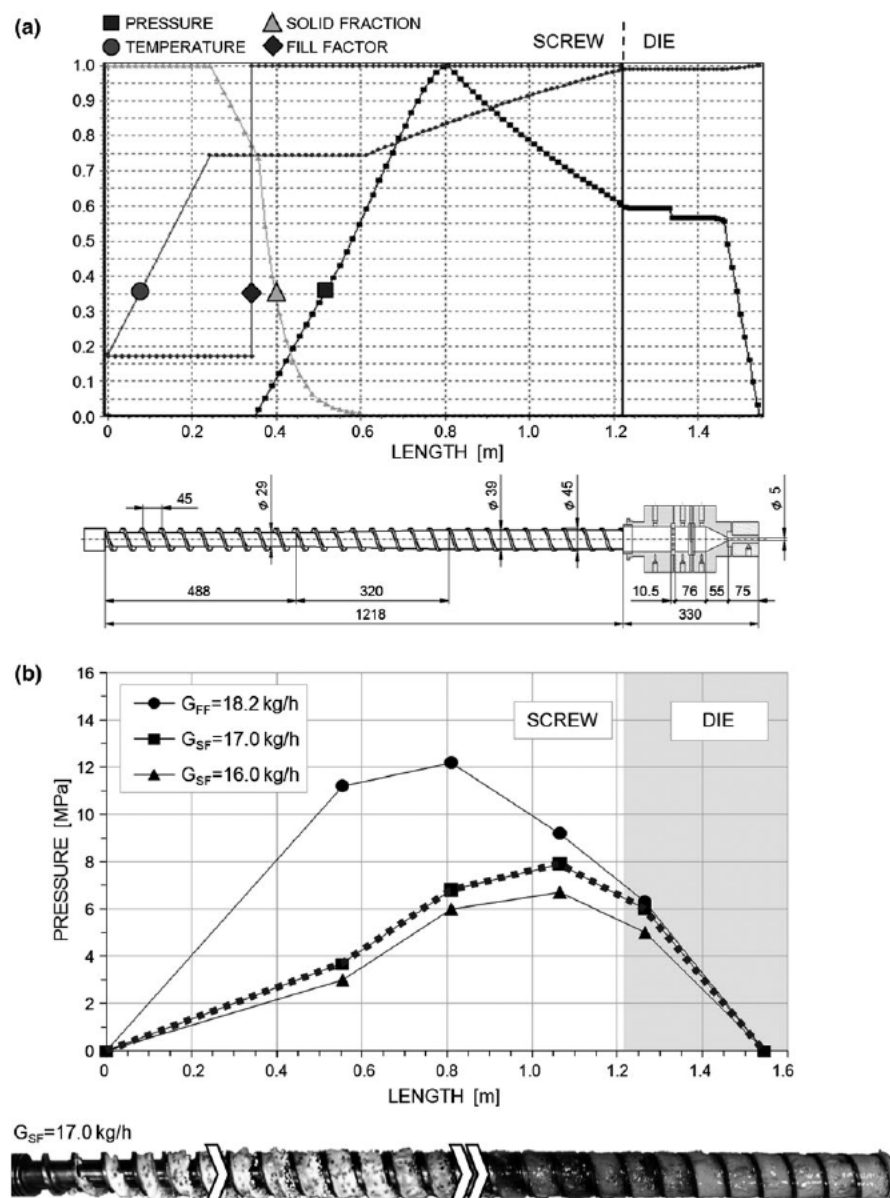 (a)
PRESSURE SOLID FRACTION
TEMPERATURE FILL FACTOR
SCREW DIE
1.0
0.9
0.8
0.7
0.6
0.5
0.4
0.3
0.2
0.1
0.0
0 0.2 0.4 0.6 0.8 1.0 1.2 1.4
LENGTH [m]
45
ϕ 29
ϕ 39
ϕ 45
ϕ 5
488 320 10.5 76 55 75
1218 330
(b)
16
14
12
10
8
6
4
2
0
PRESSURE [MPa]
GFF=18.2 kg/h
GSF=17.0 kg/h
GSF=16.0 kg/h
SCREW DIE
0 0.2 0.4 0.6 0.8 1.0 1.2 1.4 1.6
LENGTH [m]
GSF=17.0 kg/h